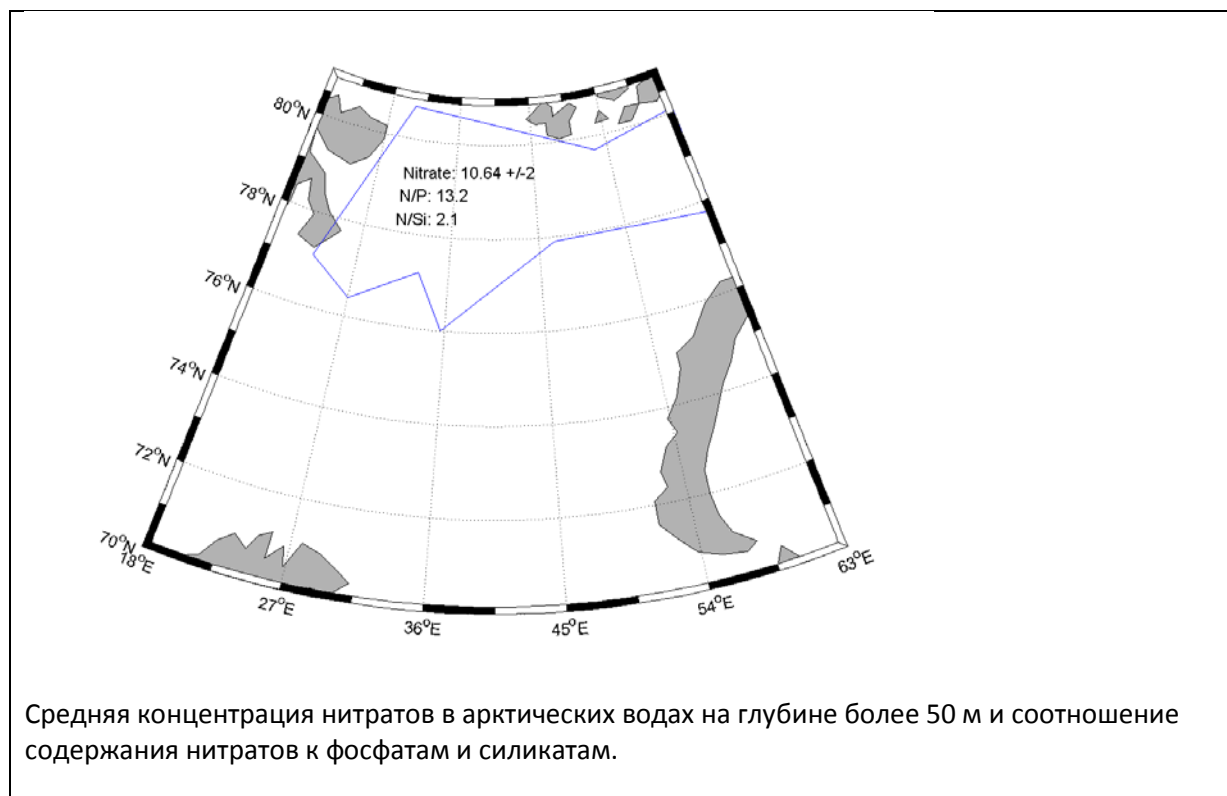 80°N
78°N
76°N
74°N
72°N
70°N
18°E
27°E
36°E
45°E
54°E
63°E
Nitrate: 10.64 +/-2
N/P: 13.2
N/Si: 2.1
Средняя концентрация нитратов в арктических водах на глубине более 50 м и соотношение
содержания нитратов к фосфатам и силикатам.